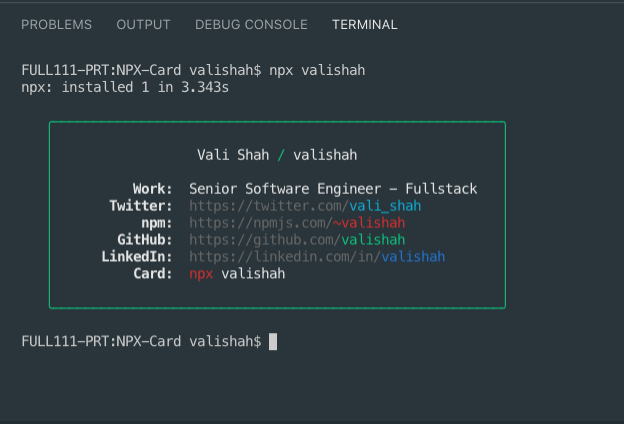 PROBLEMS OUTPUT DEBUG CONSOLE TERMINAL
FULL111-PRT:NPX-Card valishah$ npx valishah
npx: installed 1 in 3.343s
Vali Shah / valishah
Work: Senior Software Engineer - Fullstack
Twitter: https://twitter.com/vali_shah
npm: https://npmjs.com/~valishah
GitHub: https://github.com/valishah
LinkedIn: https://linkedin.com/in/valishah
Card: npx valishah
FULL111-PRT:NPX-Card valishah$